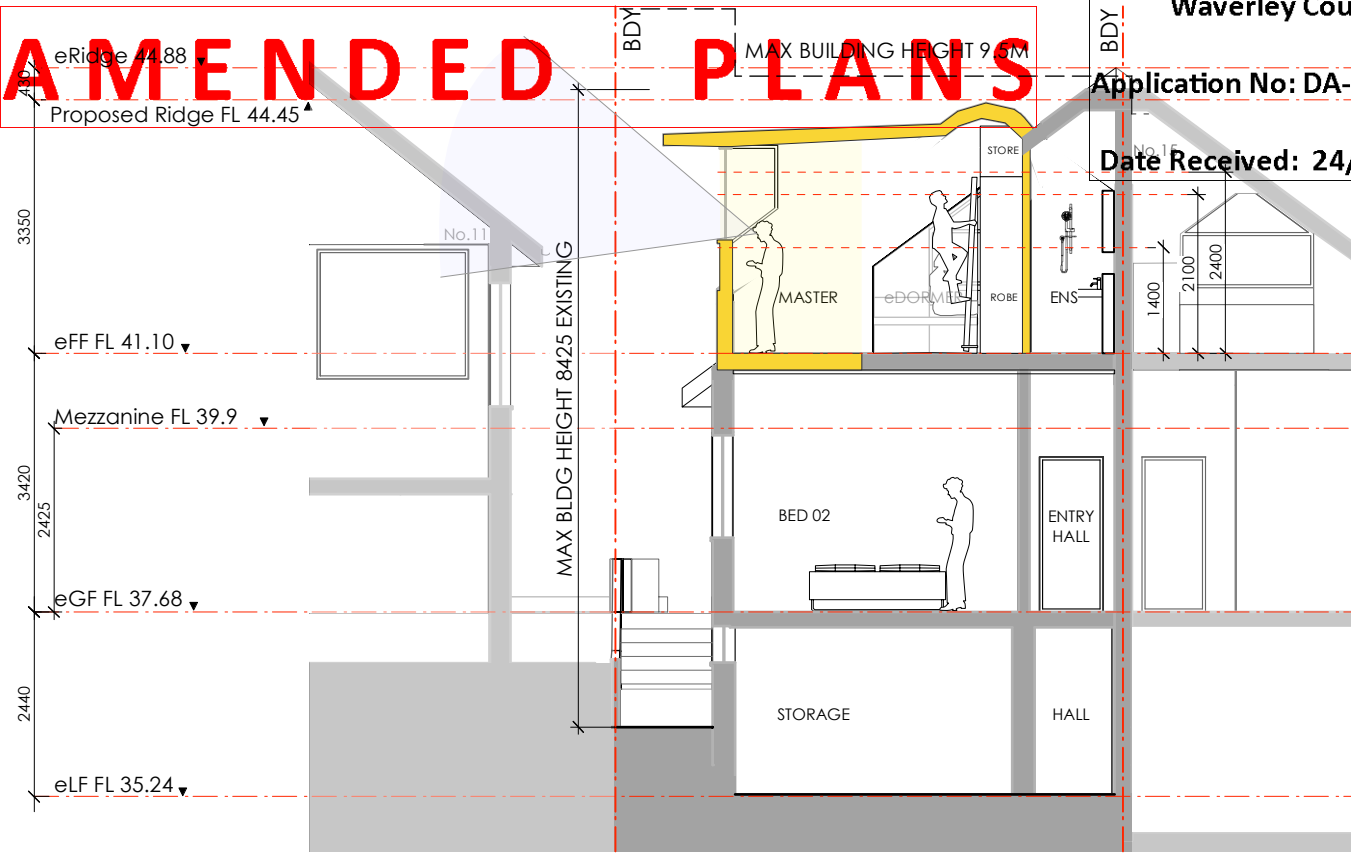 Waverley Cou
BDY
BDY
AMENDED PLANS
MAX BUILDING HEIGHT 9.5M
eRidge 44.88
430
Application No: DA-
Proposed Ridge FL 44.45
STORE
No.15
Date Received: 24/
3350
No.11
MAX BLDG HEIGHT 8425 EXISTING
MASTER
eDORMER
ROBE
ENS
1400
2100
2400
eFF FL 41.10
Mezzanine FL 39.9
3420
2425
BED 02
ENTRY
HALL
eGF FL 37.68
2440
STORAGE
HALL
eLF FL 35.24